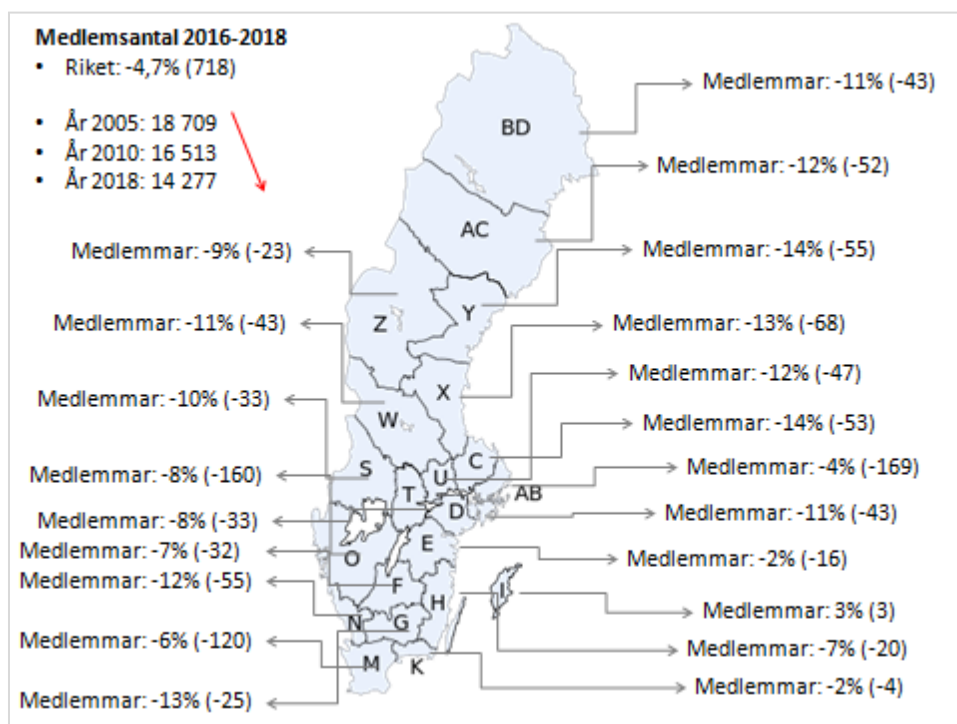 Medlemsantal 2016-2018
• Riket: -4,7% (718)
• År 2005: 18 709
• År 2010: 16 513
• År 2018: 14 277
Medlemmar: -11% (-43)
BD
Medlemmar: -12% (-52)
AC
Medlemmar: -9% (-23)
Medlemmar: -14% (-55)
Y
Z
Medlemmar: -11% (-43)
Medlemmar: -13% (-68)
Medlemmar: -12% (-47)
X
Medlemmar: -10% (-33)
W
Medlemmar: -14% (-53)
C
S
Medlemmar: -8% (-160)
U
Medlemmar: -4% (-169)
T
AB
D
Medlemmar: -8% (-33)
Medlemmar: -11% (-43)
E
Medlemmar: -7% (-32)
O
Medlemmar: -2% (-16)
Medlemmar: -12% (-55)
F
I
H
Medlemmar: 3% (3)
N
G
Medlemmar: -6% (-120)
Medlemmar: -7% (-20)
M
K
Medlemmar: -2% (-4)
Medlemmar: -13% (-25)